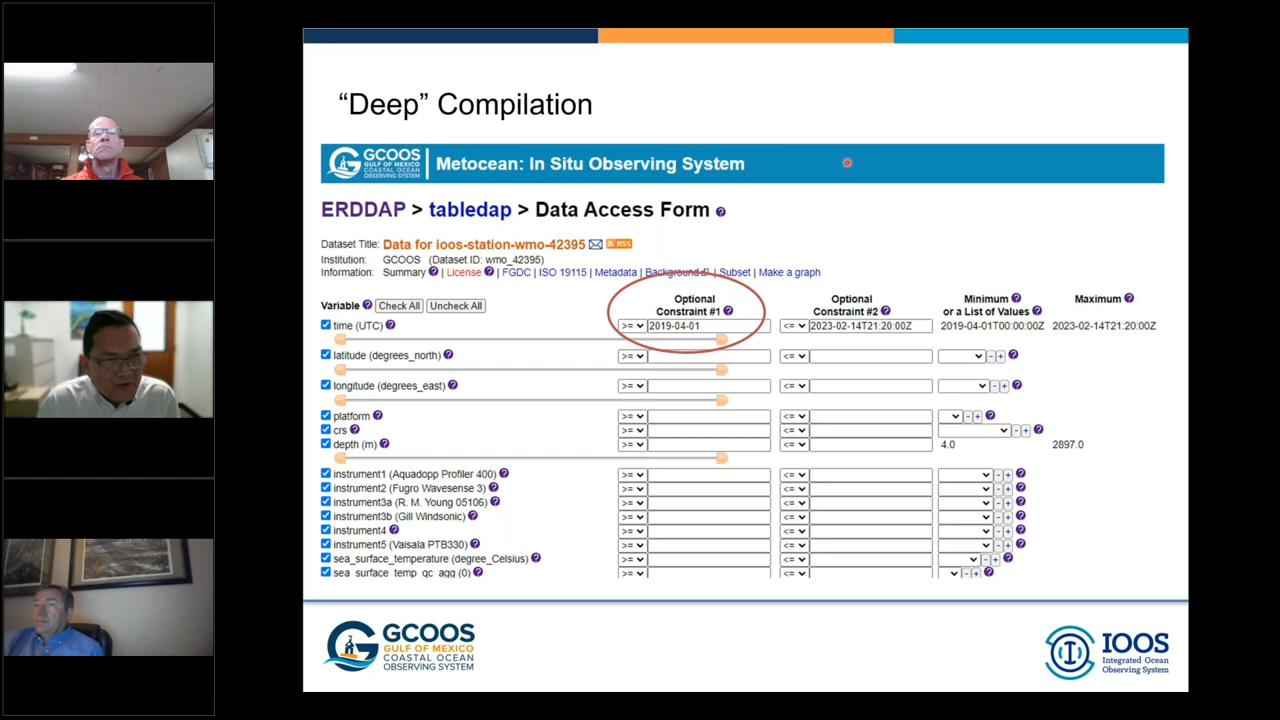 “Deep” Compilation
GCOOS
GULF OF MEXICO
COASTAL OCEAN
OBSERVING SYSTEM
Metocean: In Situ Observing System
ERDDAP > tabledap > Data Access Form ?
Dataset Title: Data for ioos-station-wmo-42395 RSS
Institution: GCOOS (Dataset ID: wmo_42395)
Information: Summary ? | License ? | FGDC | ISO 19115 | Metadata | Background | Subset | Make a graph
Variable ? Check All Uncheck All Optional Constraint #1 ? Optional Constraint #2 ? Minimum ? or a List of Values ? Maximum ?
time (UTC) ? >= 2019-04-01 <= 2023-02-14T21:20:00Z 2019-04-01T00:00:00Z 2023-02-14T21:20:00Z
latitude (degrees_north) ? >= <= - + ?
longitude (degrees_east) ? >= <= - + ?
platform ? >= <= - + ?
crs ? >= <= - + ?
depth (m) ? >= <= 4.0 2897.0
instrument1 (Aquadopp Profiler 400) ? >= <= - + ?
instrument2 (Fugro Wavesense 3) ? >= <= - + ?
instrument3a (R. M. Young 05106) ? >= <= - + ?
instrument3b (Gill Windsonic) ? >= <= - + ?
instrument4 ? >= <= - + ?
instrument5 (Vaisala PTB330) ? >= <= - + ?
sea_surface_temperature (degree_Celsius) ? >= <= - + ?
sea_surface_temp_qc_agg (0) ? >= <= - + ?
GCOOS
GULF OF MEXICO
COASTAL OCEAN
OBSERVING SYSTEM
IOOS
Integrated Ocean
Observing System